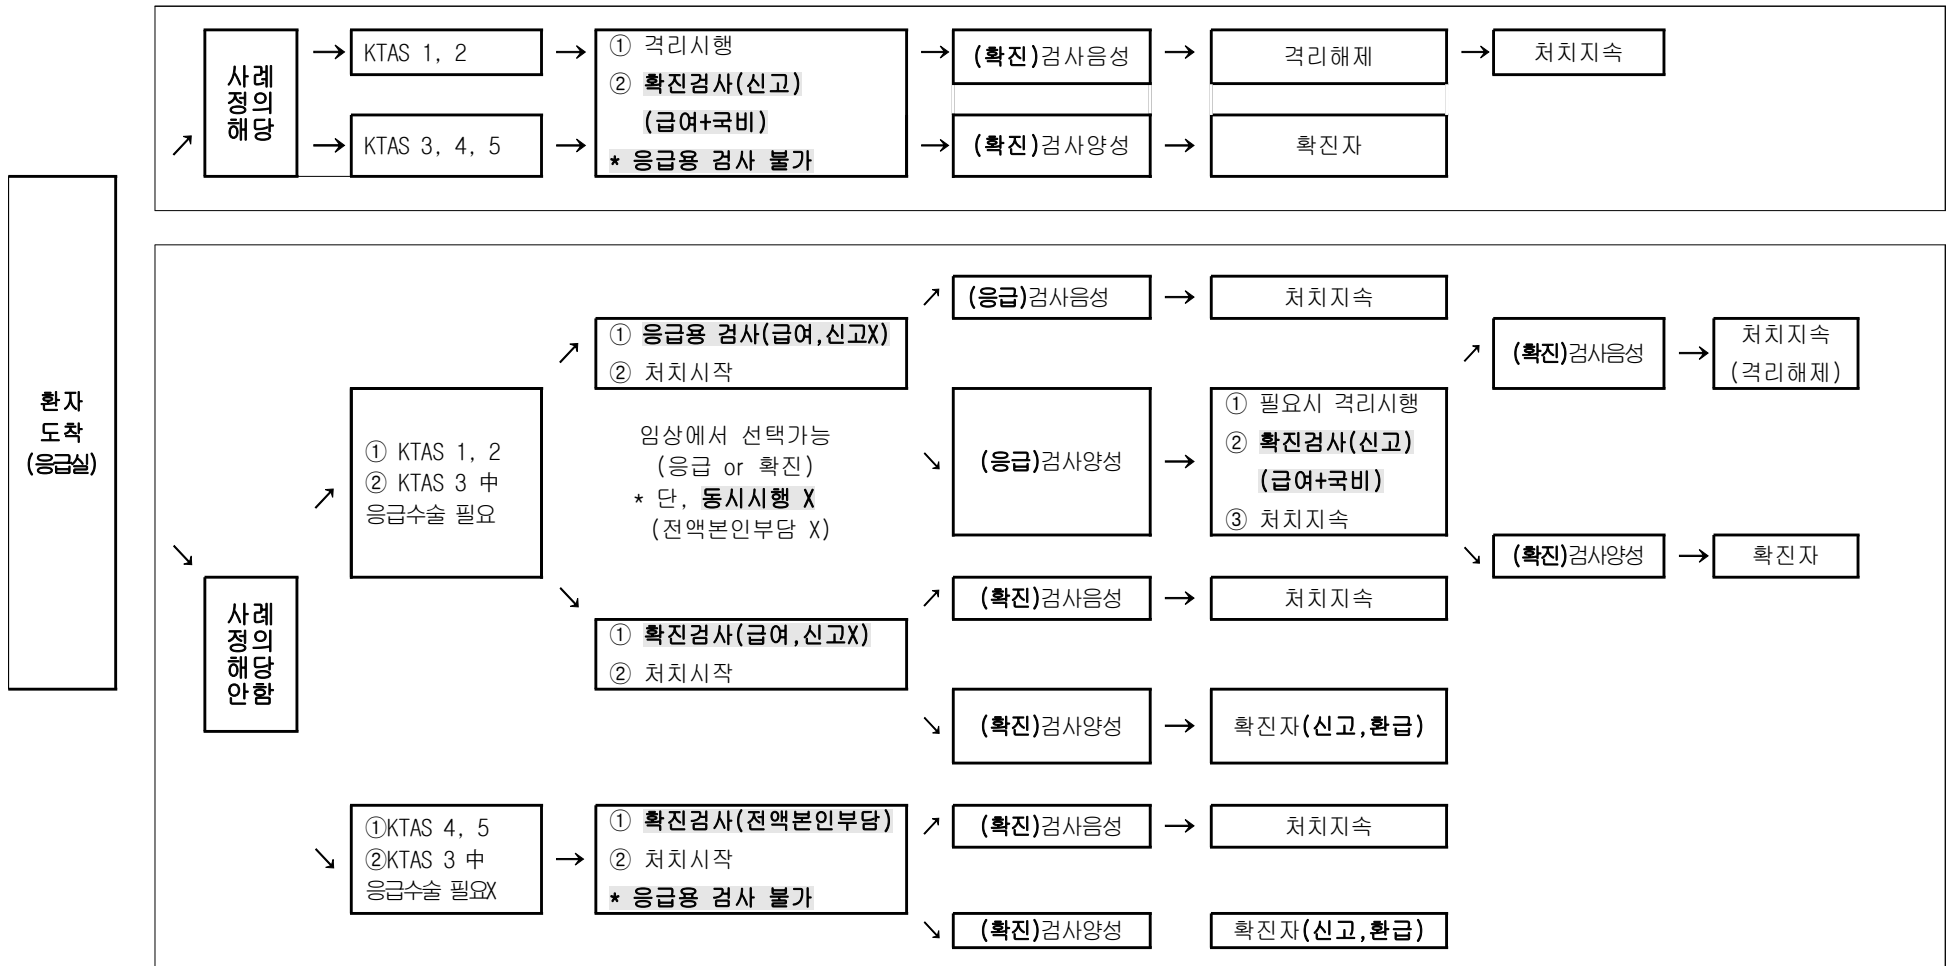 사례
정의
해당
→
KTAS 1, 2
→
① 격리시행
② 확진검사(신고)
(급여+국비)
* 응급용 검사 불가
→
(확진)검사음성
→
격리해제
→
처치지속
↗
→
KTAS 3, 4, 5
→
→
(확진)검사양성
→
확진자
환자
도착
(응급실)
↘
사례
정의
해당
안함
↗
① KTAS 1, 2
② KTAS 3 中
응급수술 필요
↗
① 응급용 검사(급여,신고X)
② 처치시작
↗
(응급)검사음성
→
처치지속
임상에서 선택가능
(응급 or 확진)
* 단, 동시시행 X
(전액본인부담 X)
↘
(응급)검사양성
→
① 필요시 격리시행
② 확진검사(신고)
(급여+국비)
③ 처치지속
↗
(확진)검사음성
→
처치지속
(격리해제)
↘
(확진)검사양성
→
확진자
↘
① 확진검사(급여,신고X)
② 처치시작
↗
(확진)검사음성
→
처치지속
↘
(확진)검사양성
→
확진자(신고,환급)
↘
①KTAS 4, 5
②KTAS 3 中
응급수술 필요X
→
① 확진검사(전액본인부담)
② 처치시작
* 응급용 검사 불가
↗
(확진)검사음성
→
처치지속
↘
(확진)검사양성
확진자(신고,환급)